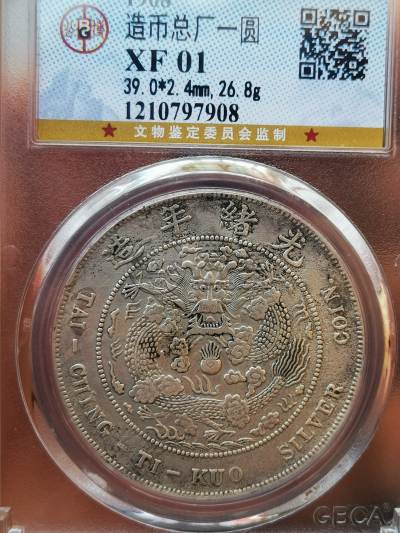 1908
造币总厂一圆
XF 01
39.0*2.4mm, 26.8g
1210797908
★ 文物鉴定委员会监制 ★
造年緒光
TAI-CHING-TI-KUO SILVER COIN
GBCA